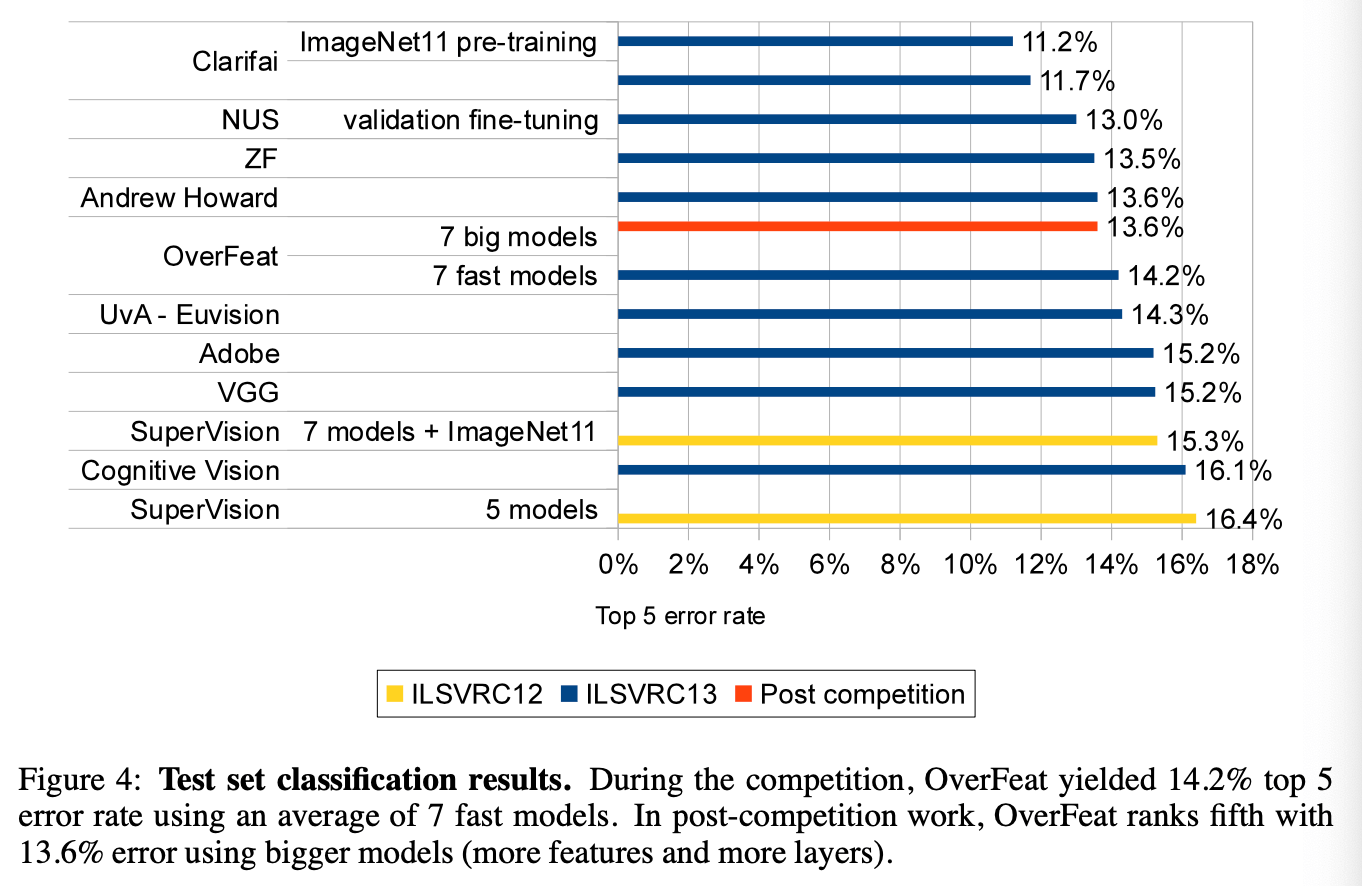 Clarifai ImageNet11 pre-training 11.2%
11.7%
NUS validation fine-tuning 13.0%
ZF 13.5%
Andrew Howard 13.6%
OverFeat 7 big models 13.6%
7 fast models 14.2%
UvA - Euvision 14.3%
Adobe 15.2%
VGG 15.2%
SuperVision 7 models + ImageNet11 15.3%
Cognitive Vision 16.1%
SuperVision 5 models 16.4%
0% 2% 4% 6% 8% 10% 12% 14% 16% 18%
Top 5 error rate
ILSVRC12 ILSVRC13 Post competition
Figure 4: Test set classification results. During the competition, OverFeat yielded 14.2% top 5
error rate using an average of 7 fast models. In post-competition work, OverFeat ranks fifth with
13.6% error using bigger models (more features and more layers).